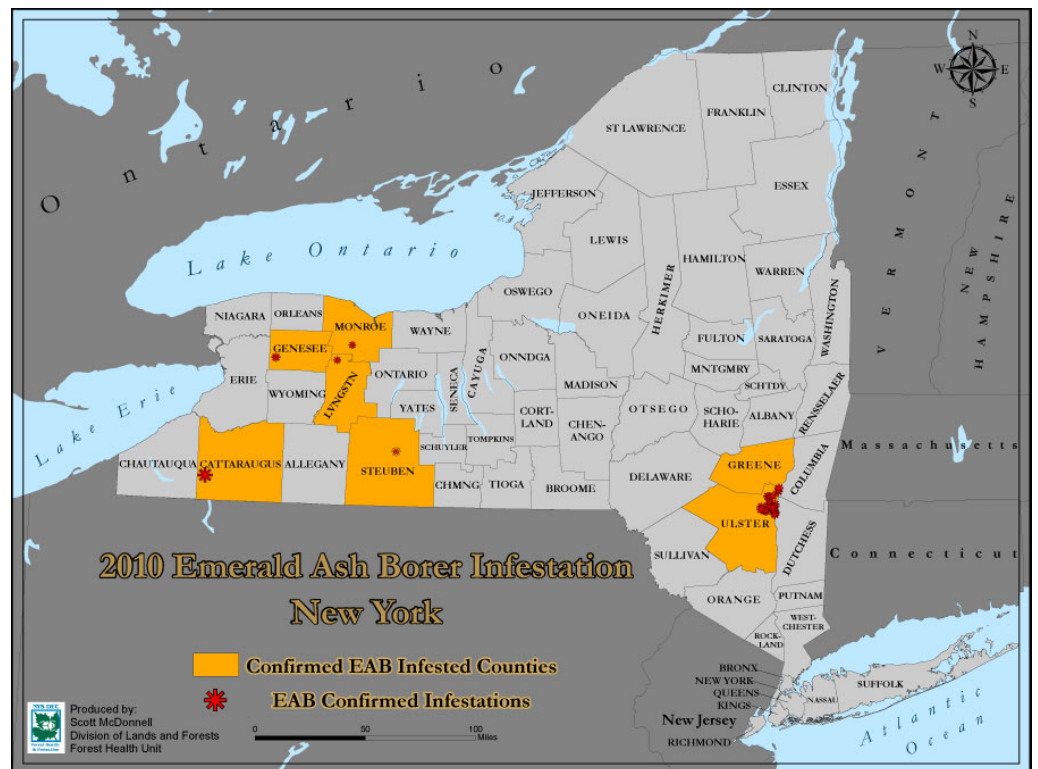 N
W E
S
Ontario
CLINTON
FRANKLIN
ST LAWRENCE
ESSEX
JEFFERSON
LEWIS
HAMILTON
WARREN
HERKIMER
WASHINGTON
VERMONT
NEW
HAMPSHIRE
Lake Ontario
OSWEGO
ONEIDA
FULTON
SARATOGA
NIAGARA
ORLEANS
MONROE
WAYNE
GENESEE
ONTARIO
SENECA
CAYUGA
ONNDGA
MADISON
MNTGMRY
SCHTDY
RENSSELAER
ERIE
WYOMING
LVNGSTN
YATES
CORT-
LAND
CHEN-
ANGO
OTSEGO
SCHO-
HARIE
ALBANY
Lake Erie
Massachusetts
CHAUTAUQUA
CATTARAUGUS
ALLEGANY
STEUBEN
SCHUYLER
TOMPKINS
CHMNG
TIOGA
BROOME
DELAWARE
GREENE
COLUMBIA
ULSTER
DUTCHESS
Connecticut
SULLIVAN
ORANGE
PUTNAM
WEST-
CHESTER
ROCK-
LAND
2010 Emerald Ash Borer Infestation
New York
Confirmed EAB Infested Counties
EAB Confirmed Infestations
BRONX
NEW YORK
QUEENS
KINGS
New Jersey
RICHMOND
NASSAU
SUFFOLK
Atlantic
Ocean
Produced by:
Scott McDonnell
Division of Lands and Forests
Forest Health Unit
0 50 100
Miles